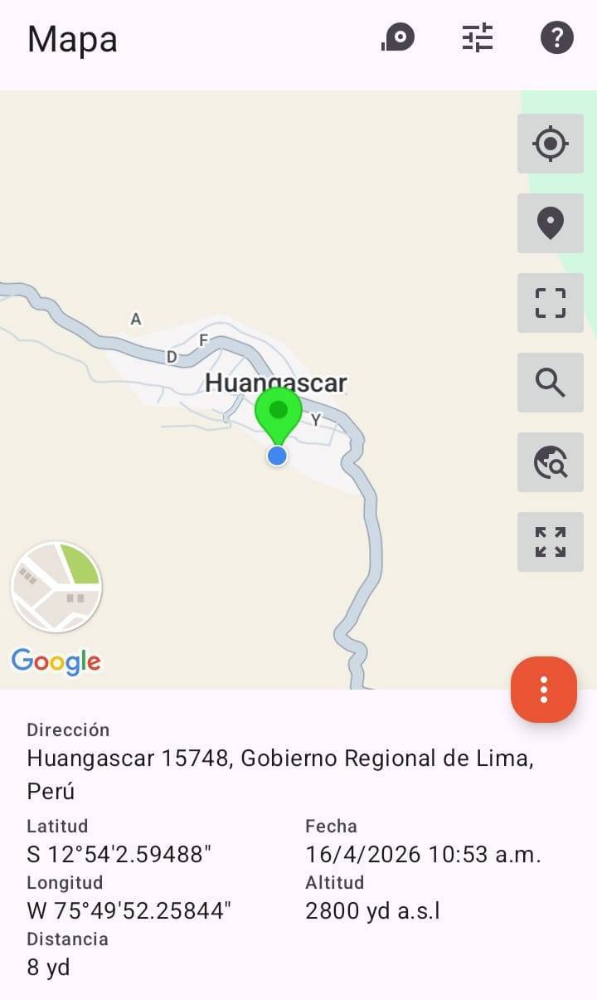 Mapa
A
F
D
Huangascar
Y
Google
Dirección
Huangascar 15748, Gobierno Regional de Lima,
Perú
Latitud
S 12°54'2.59488"
Fecha
16/4/2026 10:53 a.m.
Longitud
W 75°49'52.25844"
Altitud
2800 yd a.s.l
Distancia
8 yd